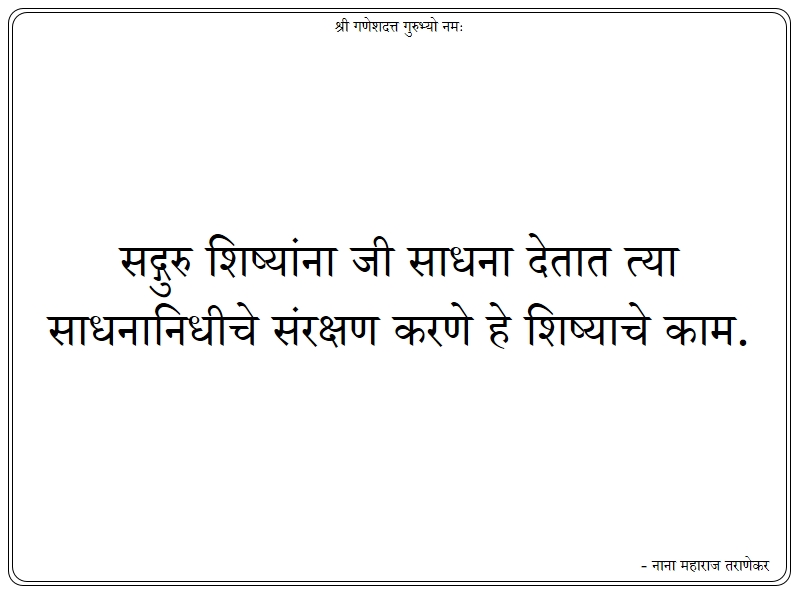 श्री गणेशदत्त गुरुभ्यो नमः
सद्गुरु शिष्यांना जी साधना देतात त्या
साधनानिधीचे संरक्षण करणे हे शिष्याचे काम.
- नाना महाराज तराणेकर